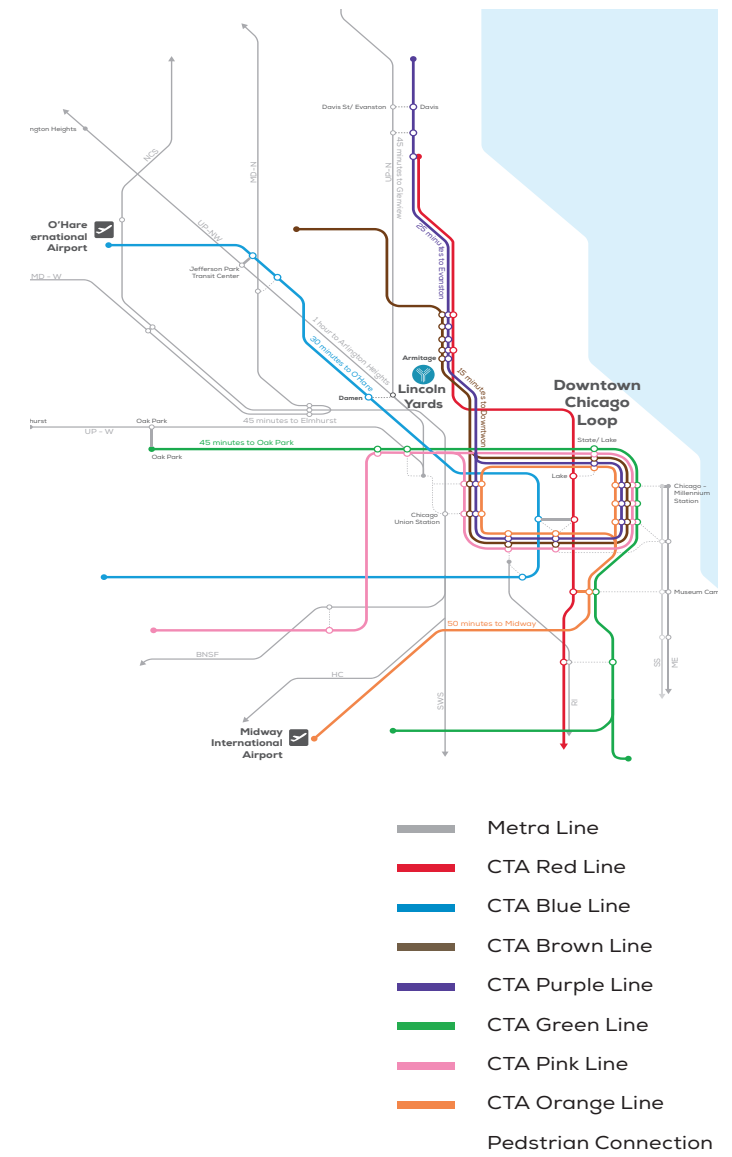 Davis St/ Evanston
Davis
ngton Heights
NCS
MD-N
UP-N
45 minutes to Glenview
UP-NW
25 minutes to Evanston
O'Hare
ernational
Airport
Jefferson Park
Transit Center
MD - W
1 hour to Arlington Heights
30 minutes to O'Hare
Armitage
15 minutes to Downtwon
Lincoln
Yards
Damen
Downtown
Chicago
Loop
hurst
UP - W
Oak Park
45 minutes to Elmhurst
State/ Lake
45 minutes to Oak Park
Oak Park
Lake
Chicago -
Millennium
Station
Chicago
Union Station
Museum Cam
50 minutes to Midway
BNSF
HC
SWS
RI
SS
ME
Midway
International
Airport
Metra Line
CTA Red Line
CTA Blue Line
CTA Brown Line
CTA Purple Line
CTA Green Line
CTA Pink Line
CTA Orange Line
Pedstrian Connection